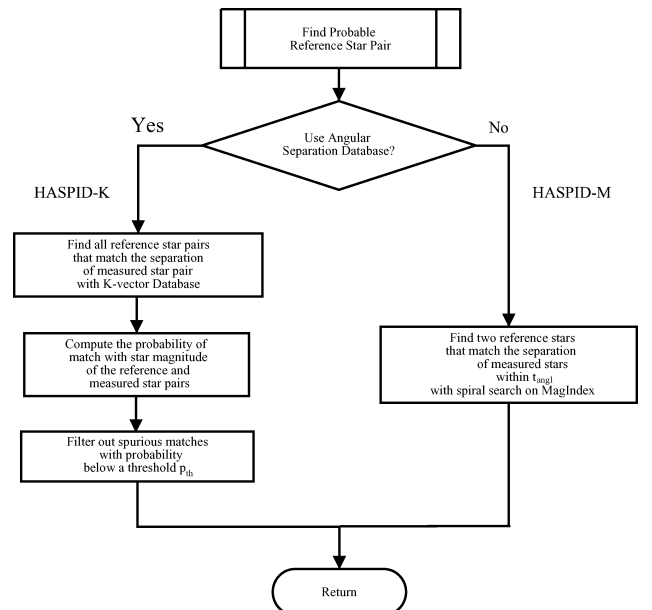 Find Probable
Reference Star Pair
Use Angular
Separation Database?
Yes
No
HASPID-K
HASPID-M
Find all reference star pairs
that match the separation
of measured star pair
with K-vector Database
Compute the probability of
match with star magnitude
of the reference and
measured star pairs
Filter out spurious matches
with probability
below a threshold pth
Find two reference stars
that match the separation
of measured stars
within tangl
with spiral search on MagIndex
Return